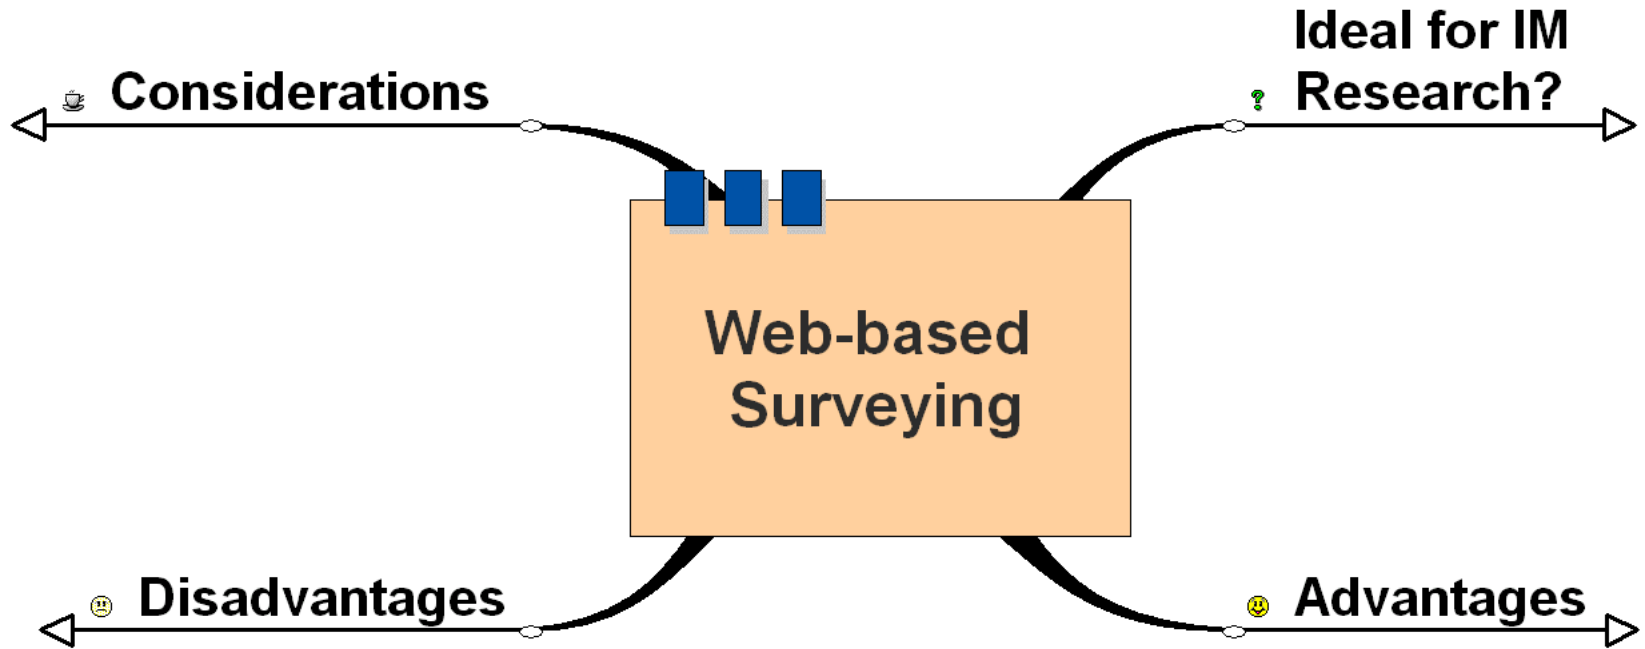 Considerations
Ideal for IM
Research?
Web-based
Surveying
Disadvantages
Advantages